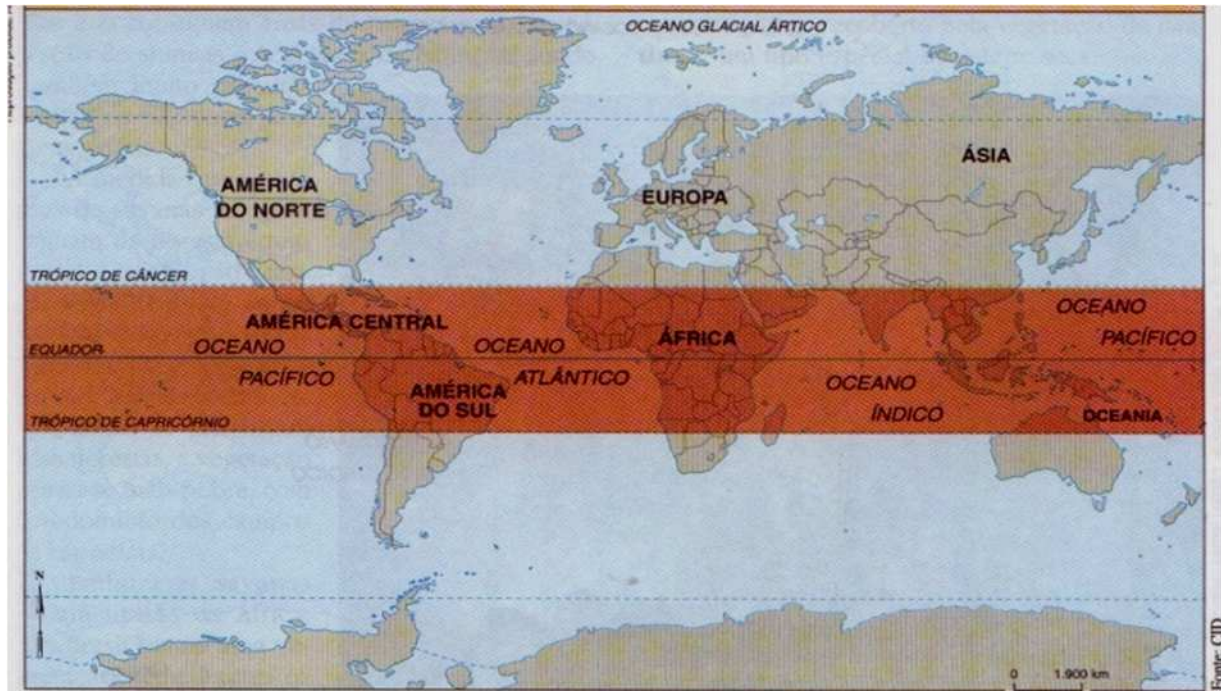 OCEANO GLACIAL ÁRTICO
ÁSIA
AMÉRICA
DO NORTE
EUROPA
TRÓPICO DE CÂNCER
OCEANO
PACÍFICO
AMÉRICA CENTRAL
ÁFRICA
EQUADOR
OCEANO
PACÍFICO
OCEANO
ATLÂNTICO
AMÉRICA
DO SUL
OCEANO
ÍNDICO
OCEANIA
TRÓPICO DE CAPRICÓRNIO
N
0 1.900 km
Fonte: CID